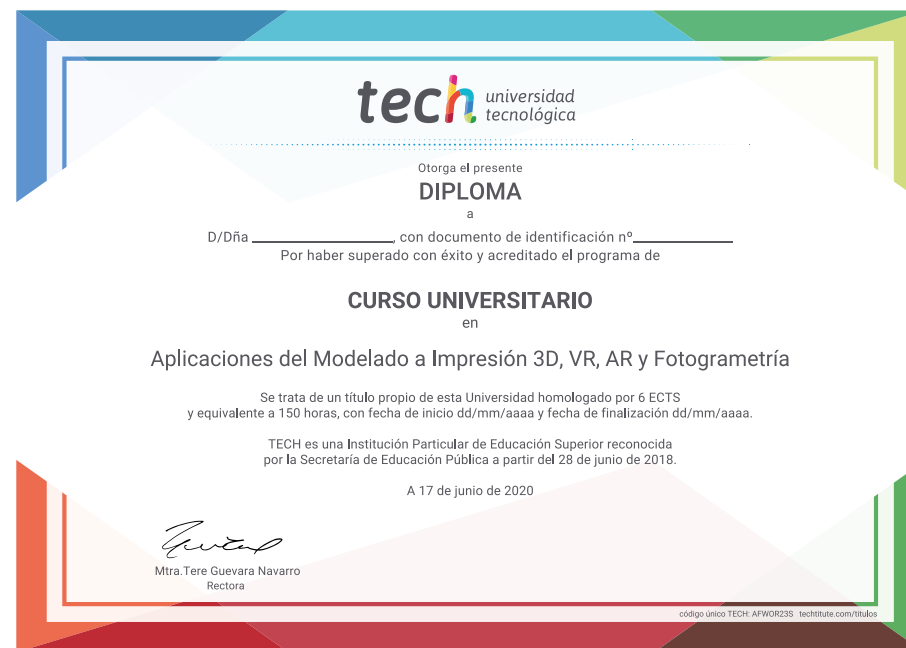 tech universidad
tecnológica
Otorga el presente
DIPLOMA
a
D/Dña ____________________, con documento de identificación nº______________
Por haber superado con éxito y acreditado el programa de
CURSO UNIVERSITARIO
en
Aplicaciones del Modelado a Impresión 3D, VR, AR y Fotogrametría
Se trata de un título propio de esta Universidad homologado por 6 ECTS
y equivalente a 150 horas, con fecha de inicio dd/mm/aaaa y fecha de finalización dd/mm/aaaa.
TECH es una Institución Particular de Educación Superior reconocida
por la Secretaría de Educación Pública a partir del 28 de junio de 2018.
A 17 de junio de 2020
Mtra.Tere Guevara Navarro
Rectora
código único TECH: AFWOR23S techtitute.com/titulos